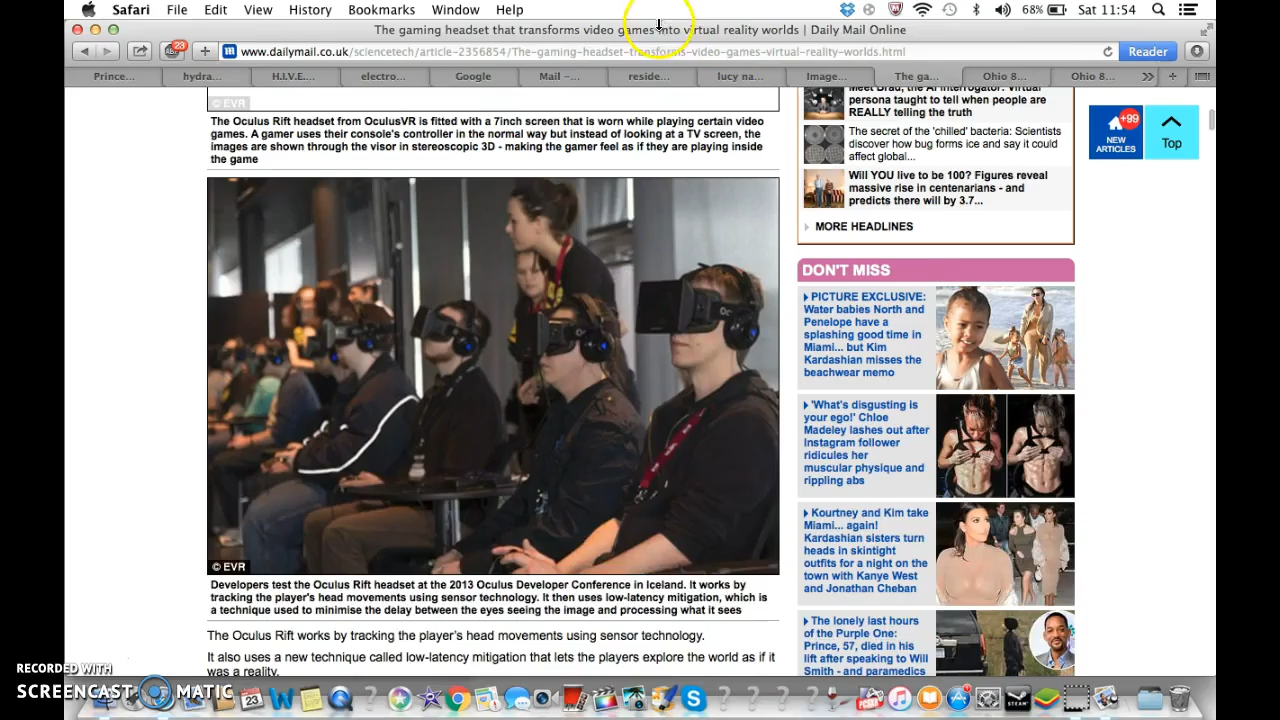 Safari File Edit View History Bookmarks Window Help 68% Sat 11:54
The gaming headset that transforms video games into virtual reality worlds | Daily Mail Online
23 www.dailymail.co.uk/sciencetech/article-2356854/The-gaming-headset-transforms-video-games-virtual-reality-worlds.html Reader
Prince... hydra... H.I.V.E... electro... Google Mail –... reside... lucy na... Image... The ga... Ohio 8... Ohio 8...
© EVR
The Oculus Rift headset from OculusVR is fitted with a 7inch screen that is worn while playing certain video
games. A gamer uses their console's controller in the normal way but instead of looking at a TV screen, the
images are shown through the visor in stereoscopic 3D - making the gamer feel as if they are playing inside
the game
© EVR
Developers test the Oculus Rift headset at the 2013 Oculus Developer Conference in Iceland. It works by
tracking the player's head movements using sensor technology. It then uses low-latency mitigation, which is
a technique used to minimise the delay between the eyes seeing the image and processing what it sees
The Oculus Rift works by tracking the player's head movements using sensor technology.
It also uses a new technique called low-latency mitigation that lets the players explore the world as if it
was a reality.
Meet Brad, the AI interrogator: Virtual
persona taught to tell when people are
REALLY telling the truth
The secret of the 'chilled' bacteria: Scientists
discover how bug forms ice and say it could
affect global...
Will YOU live to be 100? Figures reveal
massive rise in centenarians - and
predicts there will by 3.7...
MORE HEADLINES
DON'T MISS
PICTURE EXCLUSIVE:
Water babies North and
Penelope have a
splashing good time in
Miami... but Kim
Kardashian misses the
beachwear memo
'What's disgusting is
your ego!' Chloe
Madeley lashes out after
Instagram follower
ridicules her
muscular physique and
rippling abs
Kourtney and Kim take
Miami... again!
Kardashian sisters turn
heads in skintight
outfits for a night on the
town with Kanye West
and Jonathan Cheban
The lonely last hours
of the Purple One:
Prince, 57, died in his
lift after speaking to Will
Smith - and paramedics
+99
NEW
ARTICLES
Top
RECORDED WITH
SCREENCAST MATIC